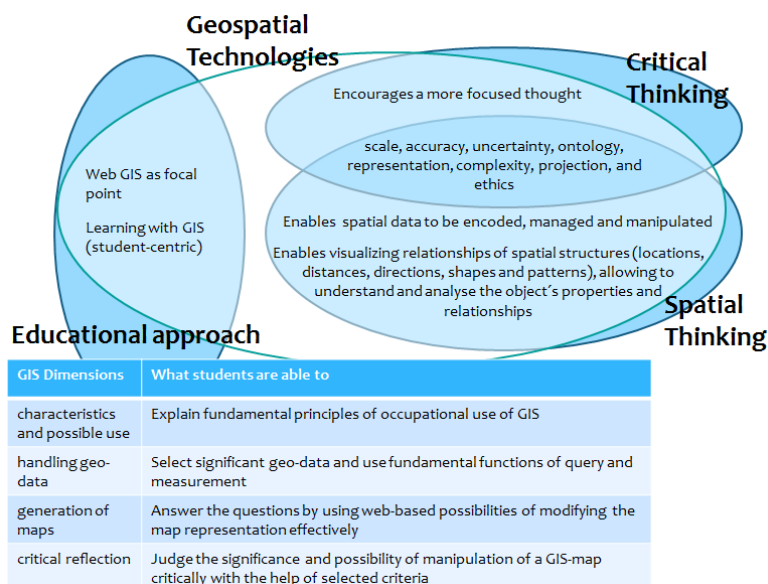 Geospatial
Technologies
Critical
Thinking
Encourages a more focused thought
scale, accuracy, uncertainty, ontology,
representation, complexity, projection, and
ethics
Web GIS as focal
point
Learning with GIS
(student-centric)
Enables spatial data to be encoded, managed and manipulated
Enables visualizing relationships of spatial structures (locations,
distances, directions, shapes and patterns), allowing to
understand and analyse the object´s properties and
relationships
Spatial
Thinking
Educational approach
GIS Dimensions What students are able to
characteristics
and possible use
Explain fundamental principles of occupational use of GIS
handling geo-
data
Select significant geo-data and use fundamental functions of query and
measurement
generation of
maps
Answer the questions by using web-based possibilities of modifying the
map representation effectively
critical reflection
Judge the significance and possibility of manipulation of a GIS-map
critically with the help of selected criteria